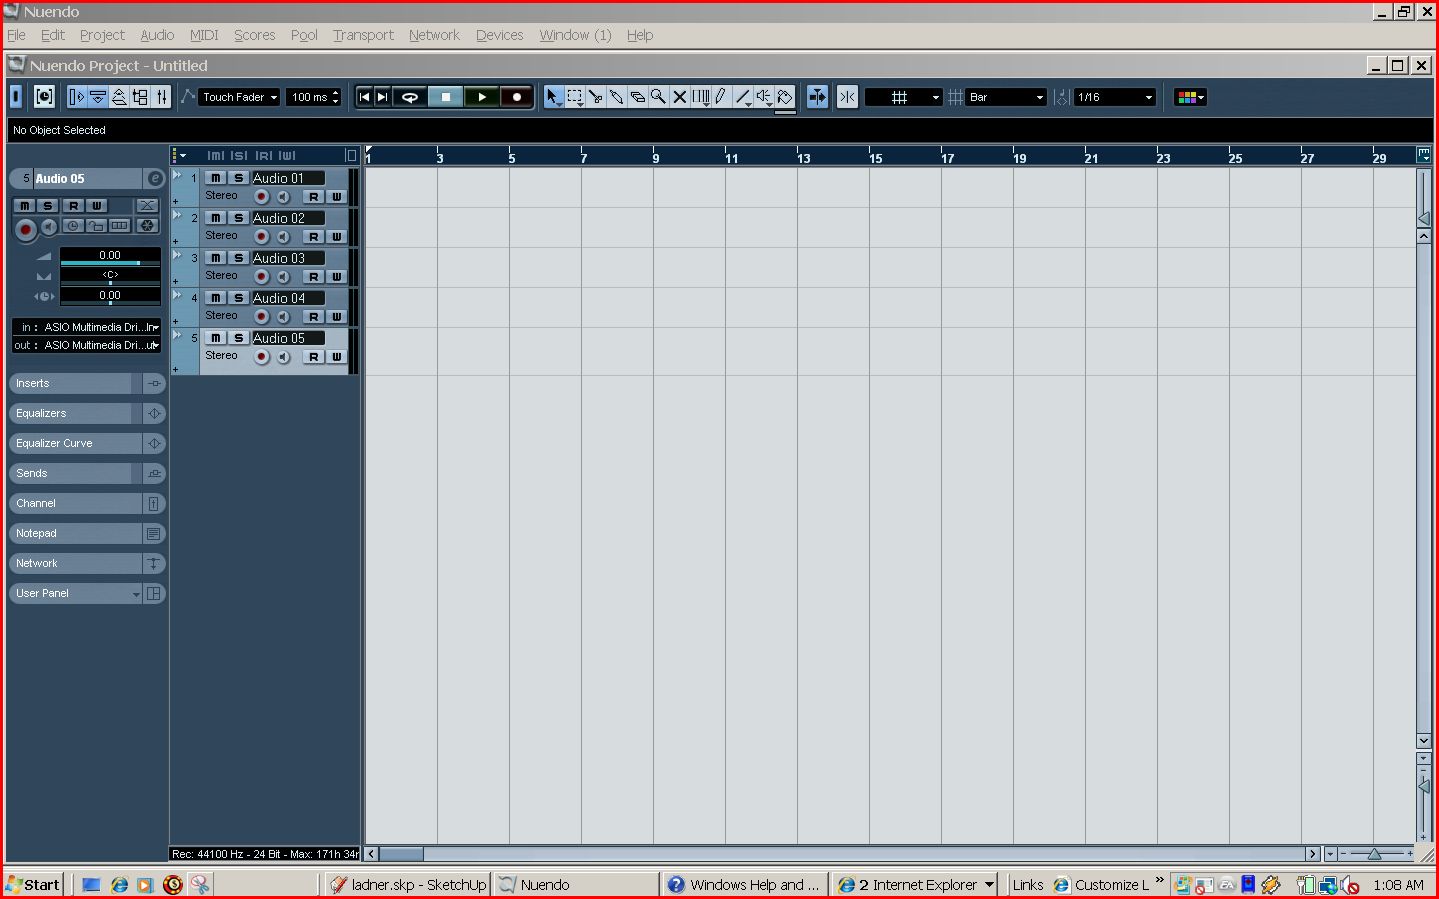 Nuendo
File Edit Project Audio MIDI Scores Pool Transport Network Devices Window (1) Help
Nuendo Project - Untitled
Touch Fader 100 ms Bar 1/16
No Object Selected
|M| |S| |R| |W|
1 3 5 7 9 11 13 15 17 19 21 23 25 27 29
5 Audio 05 e
m S R W
0.00
<C>
0.00
in : ASIO Multimedia Dri...In
out : ASIO Multimedia Dri...ut
Inserts
Equalizers
Equalizer Curve
Sends
Channel
Notepad
Network
User Panel
1 m S Audio 01
Stereo R W
2 m S Audio 02
Stereo R W
3 m S Audio 03
Stereo R W
4 m S Audio 04
Stereo R W
5 m S Audio 05
Stereo R W
Rec: 44100 Hz - 24 Bit - Max: 171h 34r
Start ladner.skp - SketchUp Nuendo Windows Help and ... 2 Internet Explorer Links Customize L » 1:08 AM